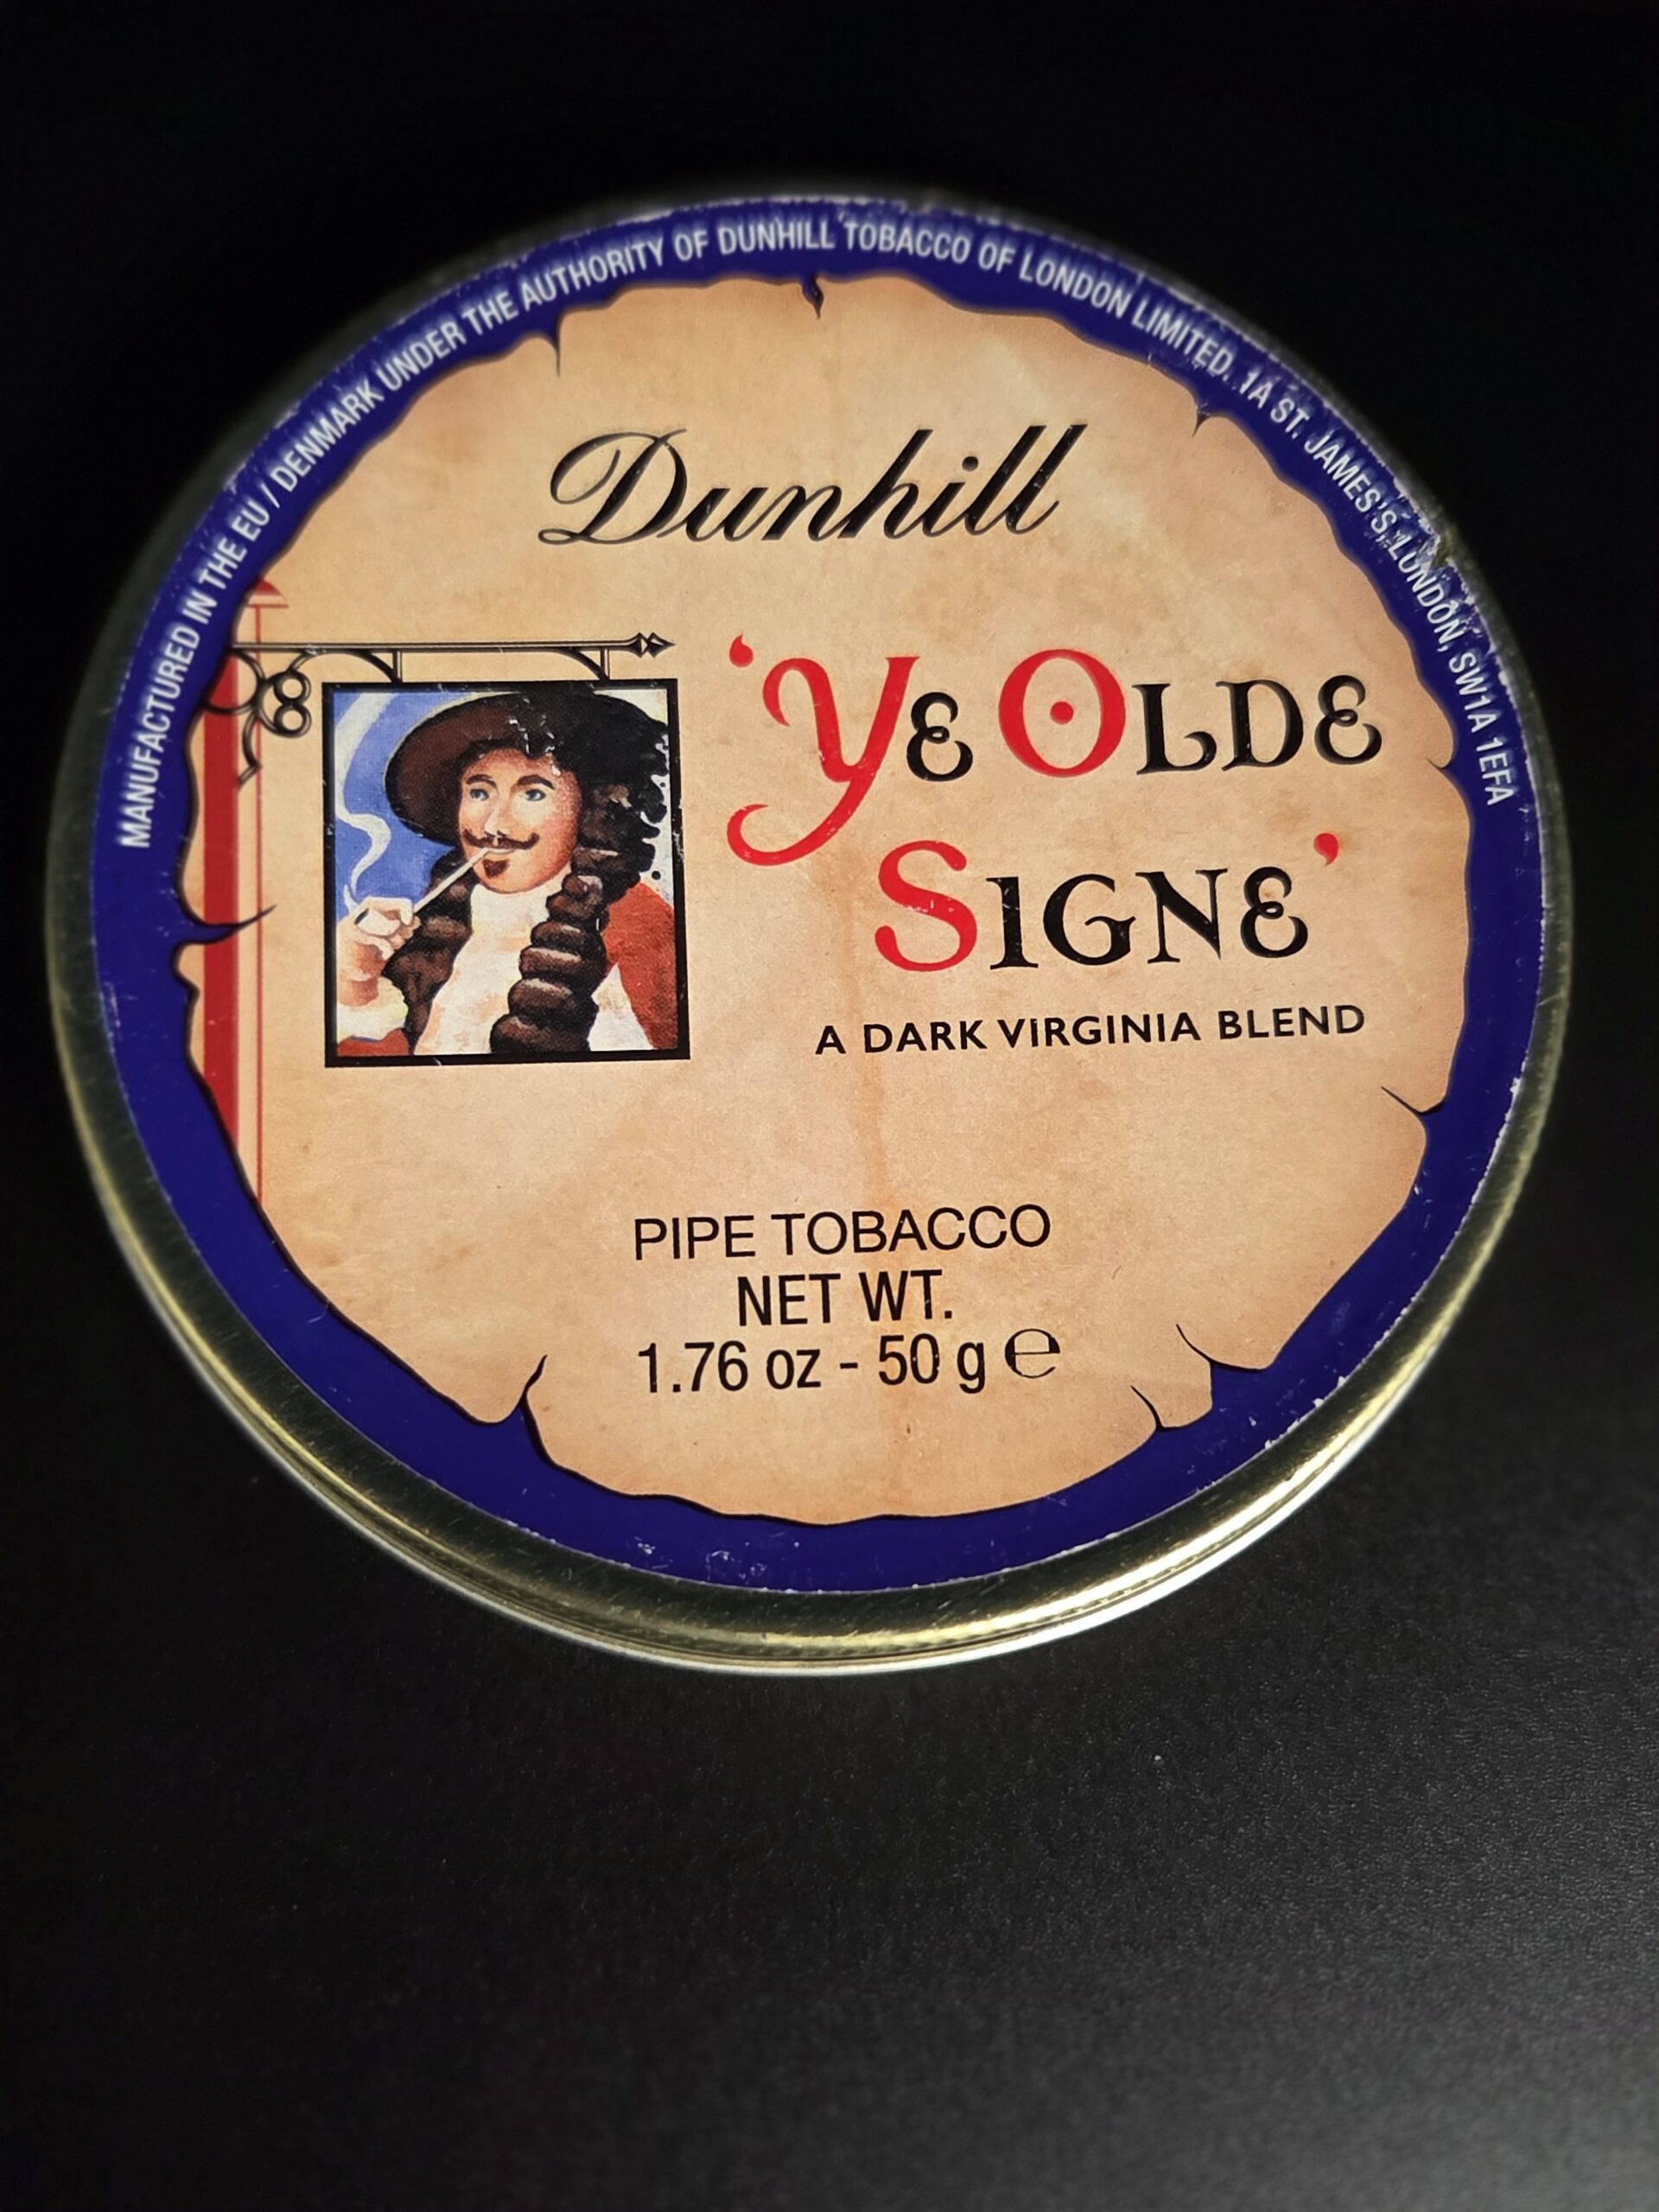 MANUFACTURED IN THE EU / DENMARK UNDER THE AUTHORITY OF DUNHILL TOBACCO OF LONDON LIMITED. 1A ST. JAMES'S, LONDON, SW1A 1EFA
Dunhill
‘YE OLDE
SIGNE’
A DARK VIRGINIA BLEND
PIPE TOBACCO
NET WT.
1.76 oz - 50 g ℮